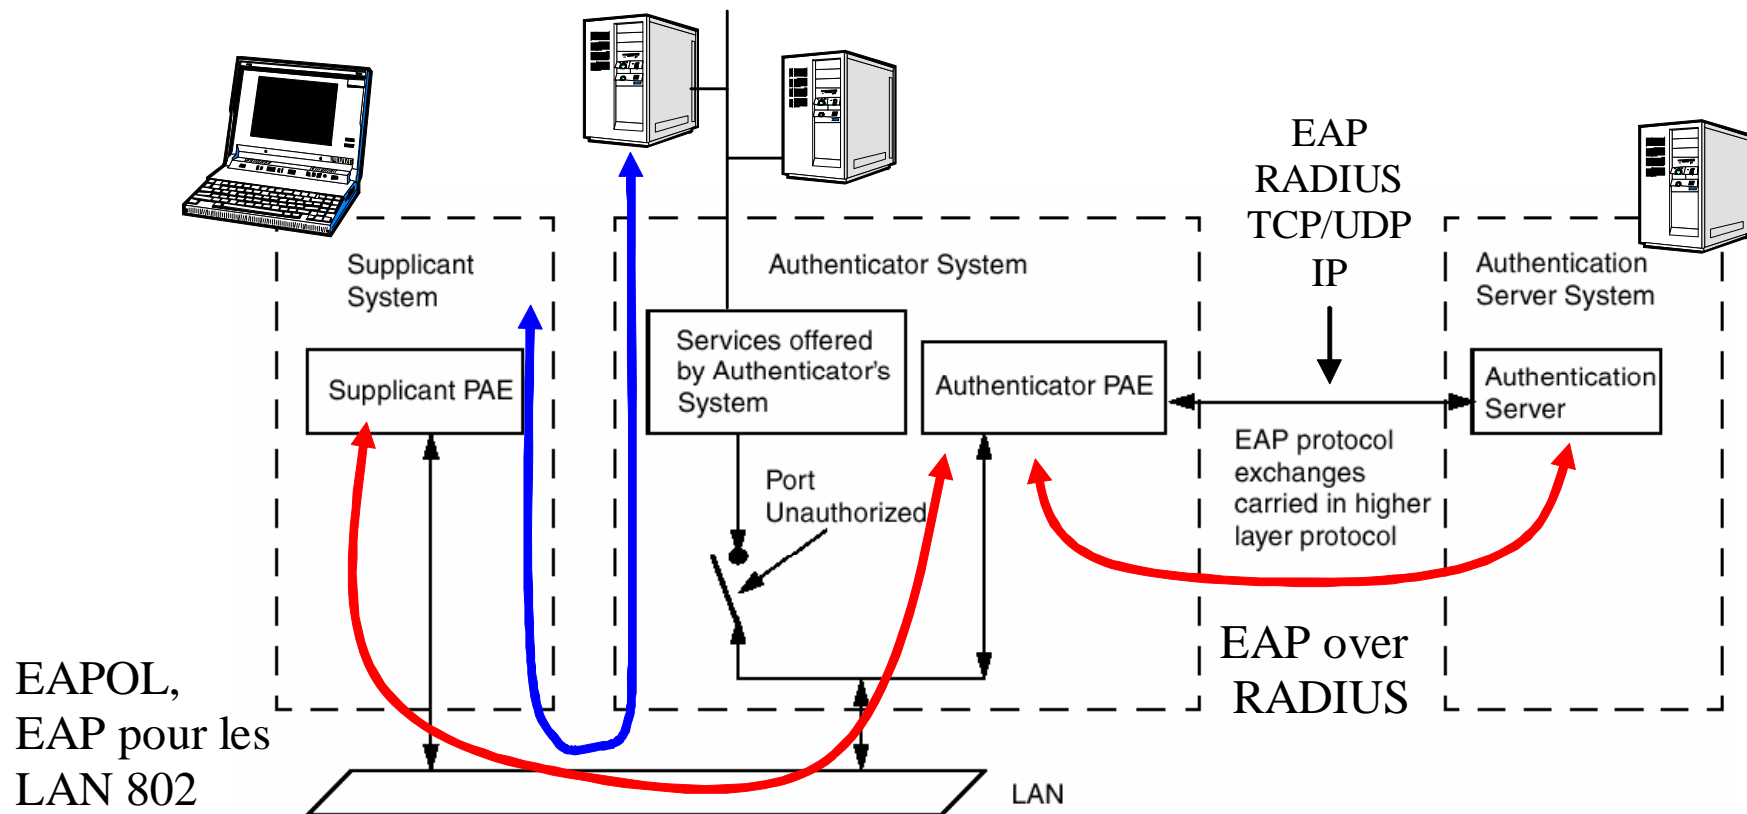 EAP
RADIUS
TCP/UDP
IP
Supplicant
System
Authenticator System
Authentication
Server System
Supplicant PAE
Services offered
by Authenticator's
System
Authenticator PAE
Authentication
Server
EAP protocol
exchanges
carried in higher
layer protocol
Port
Unauthorized
EAP over
RADIUS
EAPOL,
EAP pour les
LAN 802
LAN